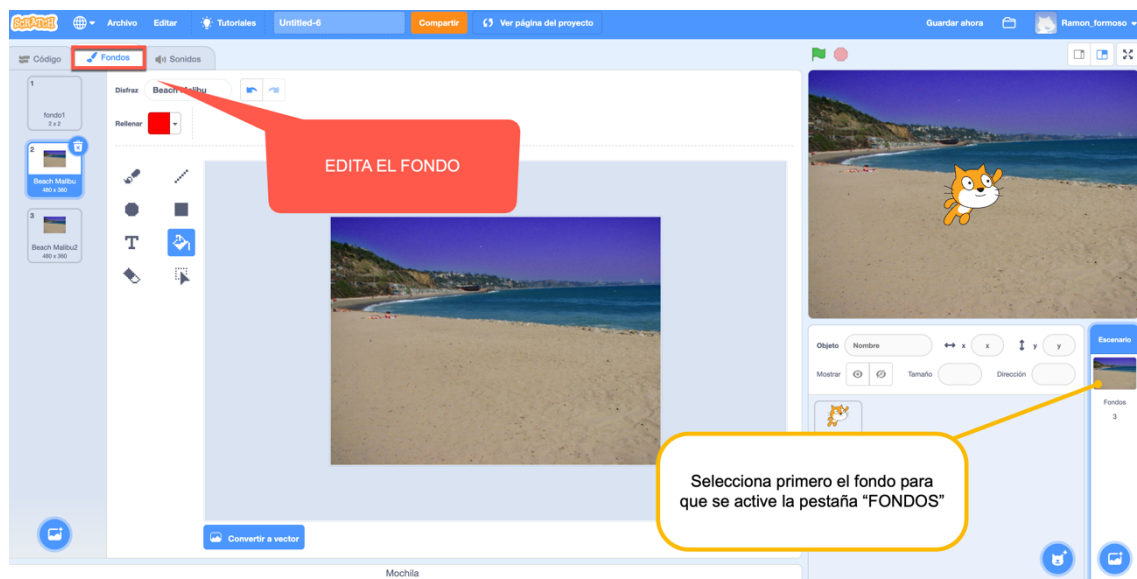 SCRATCH Archivo Editar Tutoriales Untitled-6 Compartir Ver página del proyecto Guardar ahora Ramon_formoso
Código Fondos Sonidos
1
fondo1
2 x 2
2
Beach Malibu
480 x 360
3
Beach Malibu2
480 x 360
Disfraz Beach Malibu
Rellenar
EDITA EL FONDO
T
Convertir a vector
Objeto Nombre x x y y
Mostrar Tamaño Dirección
Escenario
Fondos
3
Selecciona primero el fondo para
que se active la pestaña “FONDOS”
Mochila